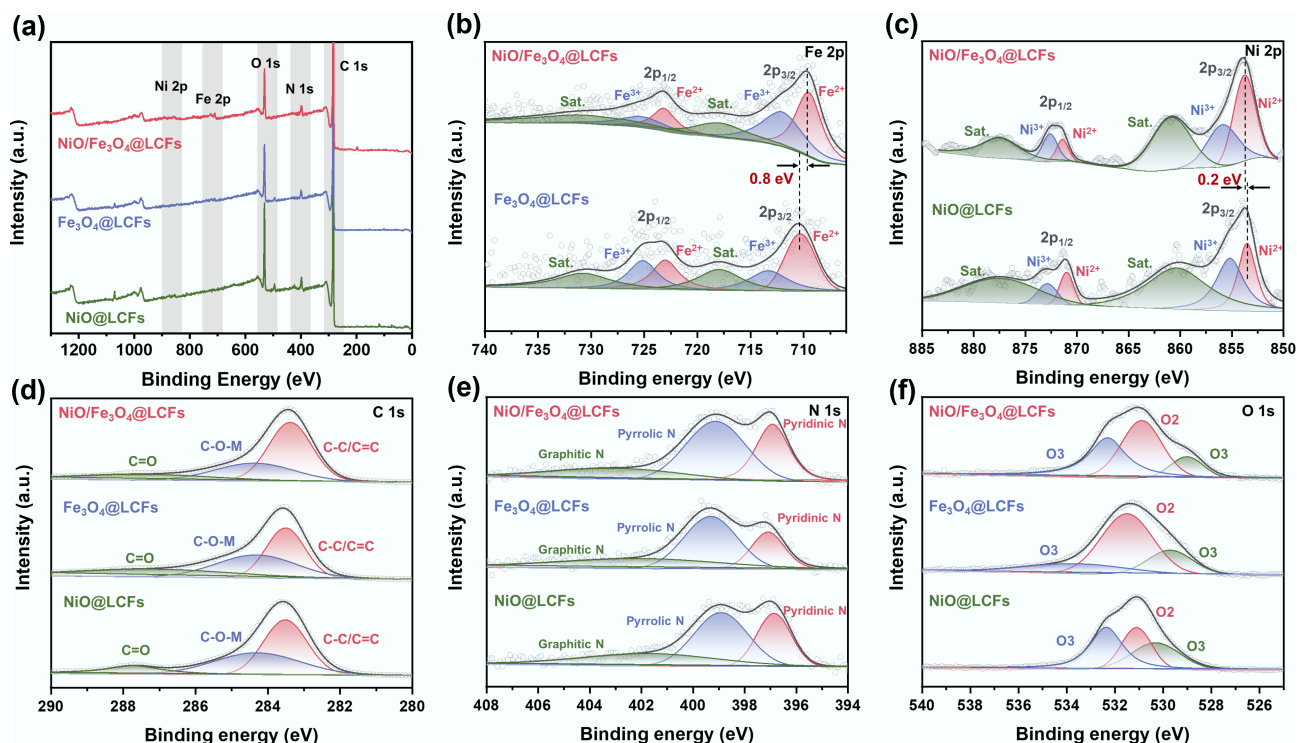 (a)
Intensity (a.u.)
Ni 2p
Fe 2p
O 1s
N 1s
C 1s
NiO/Fe₃O₄@LCFs
Fe₃O₄@LCFs
NiO@LCFs
1200 1000 800 600 400 200 0
Binding Energy (eV)
(b)
Intensity (a.u.)
Fe 2p
NiO/Fe₃O₄@LCFs
Sat.
Fe³⁺
2p₁/₂
Fe²⁺
Sat.
Fe³⁺
2p₃/₂
Fe²⁺
0.8 eV
Fe₃O₄@LCFs
Sat.
Fe³⁺
2p₁/₂
Fe²⁺
Sat.
Fe³⁺
2p₃/₂
Fe²⁺
740 735 730 725 720 715 710
Binding energy (eV)
(c)
Intensity (a.u.)
Ni 2p
NiO/Fe₃O₄@LCFs
Sat.
Ni³⁺
2p₁/₂
Ni²⁺
Sat.
Ni³⁺
2p₃/₂
Ni²⁺
0.2 eV
NiO@LCFs
Sat.
Ni³⁺
2p₁/₂
Ni²⁺
Sat.
Ni³⁺
2p₃/₂
Ni²⁺
885 880 875 870 865 860 855 850
Binding energy (eV)
(d)
Intensity (a.u.)
C 1s
NiO/Fe₃O₄@LCFs
C=O
C-O-M
C-C/C=C
Fe₃O₄@LCFs
C=O
C-O-M
C-C/C=C
NiO@LCFs
C=O
C-O-M
C-C/C=C
290 288 286 284 282 280
Binding energy (eV)
(e)
Intensity (a.u.)
N 1s
NiO/Fe₃O₄@LCFs
Graphitic N
Pyrrolic N
Pyridinic N
Fe₃O₄@LCFs
Graphitic N
Pyrrolic N
Pyridinic N
NiO@LCFs
Graphitic N
Pyrrolic N
Pyridinic N
408 406 404 402 400 398 396 394
Binding energy (eV)
(f)
Intensity (a.u.)
O 1s
NiO/Fe₃O₄@LCFs
O3
O2
O3
Fe₃O₄@LCFs
O3
O2
O3
NiO@LCFs
O3
O2
O3
540 538 536 534 532 530 528 526
Binding energy (eV)